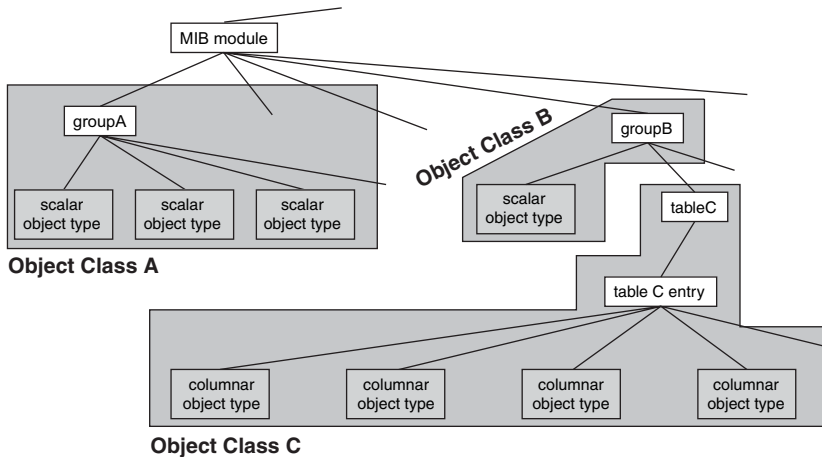 MIB module
groupA
Object Class B
groupB
scalar
object type
scalar
object type
scalar
object type
scalar
object type
tableC
Object Class A
table C entry
columnar
object type
columnar
object type
columnar
object type
columnar
object type
Object Class C